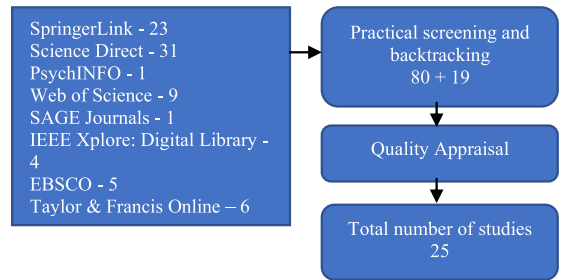 SpringerLink - 23
Science Direct - 31
PsychINFO - 1
Web of Science - 9
SAGE Journals - 1
IEEE Xplore: Digital Library -
4
EBSCO - 5
Taylor & Francis Online – 6
Practical screening and
backtracking
80 + 19
Quality Appraisal
Total number of studies
25